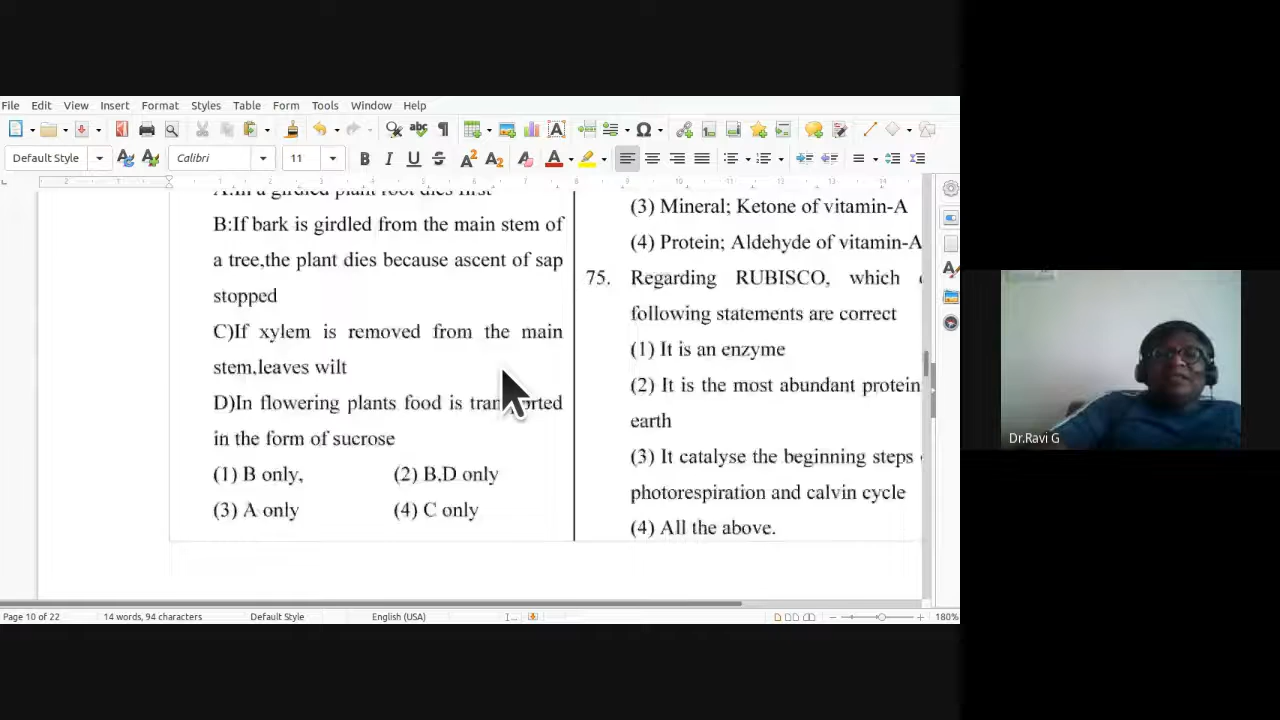 File Edit View Insert Format Styles Table Form Tools Window Help
Default Style Calibri 11
A:In a girdled plant root dies first
B:If bark is girdled from the main stem of
a tree,the plant dies because ascent of sap
stopped
C)If xylem is removed from the main
stem,leaves wilt
D)In flowering plants food is
in the form of sucrose
(1) B only, (2) B,D only
(3) A only (4) C only
(3) Mineral; Ketone of vitamin-A
(4) Protein; Aldehyde of vitamin-A
75. Regarding RUBISCO, which
following statements are correct
(1) It is an enzyme
(2) It is the most abundant protein
earth
(3) It catalyse the beginning steps
photorespiration and calvin cycle
(4) All the above.
Dr.Ravi G
Page 10 of 22 14 words, 94 characters Default Style English (USA) 180%